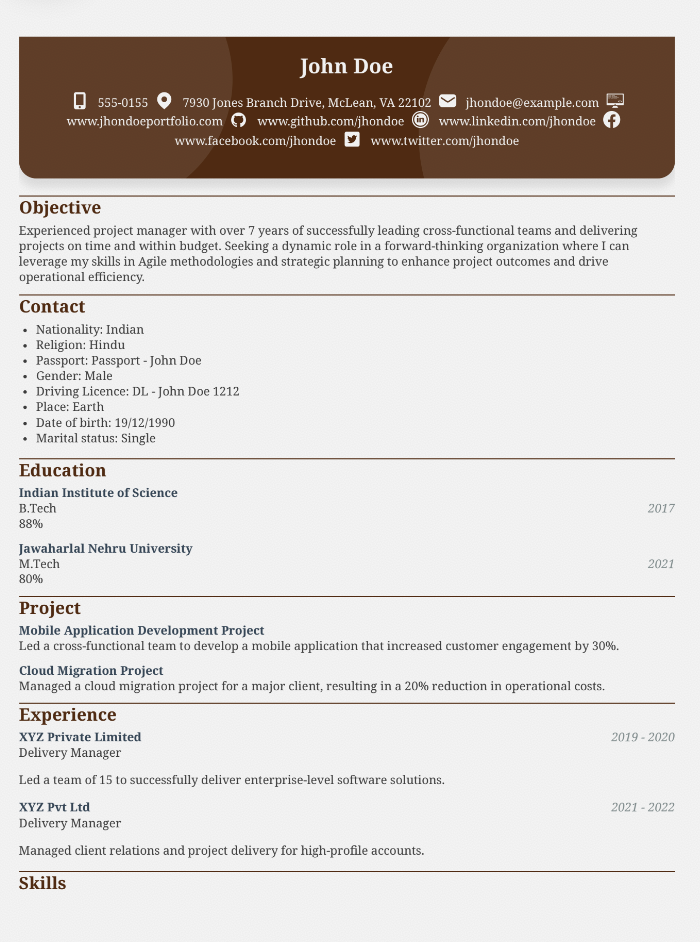 John Doe
555-0155 7930 Jones Branch Drive, McLean, VA 22102 jhondoe@example.com
www.jhondoeportfolio.com www.github.com/jhondoe www.linkedin.com/jhondoe
www.facebook.com/jhondoe www.twitter.com/jhondoe
Objective
Experienced project manager with over 7 years of successfully leading cross-functional teams and delivering
projects on time and within budget. Seeking a dynamic role in a forward-thinking organization where I can
leverage my skills in Agile methodologies and strategic planning to enhance project outcomes and drive
operational efficiency.
Contact
• Nationality: Indian
• Religion: Hindu
• Passport: Passport - John Doe
• Gender: Male
• Driving Licence: DL - John Doe 1212
• Place: Earth
• Date of birth: 19/12/1990
• Marital status: Single
Education
Indian Institute of Science
B.Tech 2017
88%
Jawaharlal Nehru University
M.Tech 2021
80%
Project
Mobile Application Development Project
Led a cross-functional team to develop a mobile application that increased customer engagement by 30%.
Cloud Migration Project
Managed a cloud migration project for a major client, resulting in a 20% reduction in operational costs.
Experience
XYZ Private Limited 2019 - 2020
Delivery Manager
Led a team of 15 to successfully deliver enterprise-level software solutions.
XYZ Pvt Ltd 2021 - 2022
Delivery Manager
Managed client relations and project delivery for high-profile accounts.
Skills